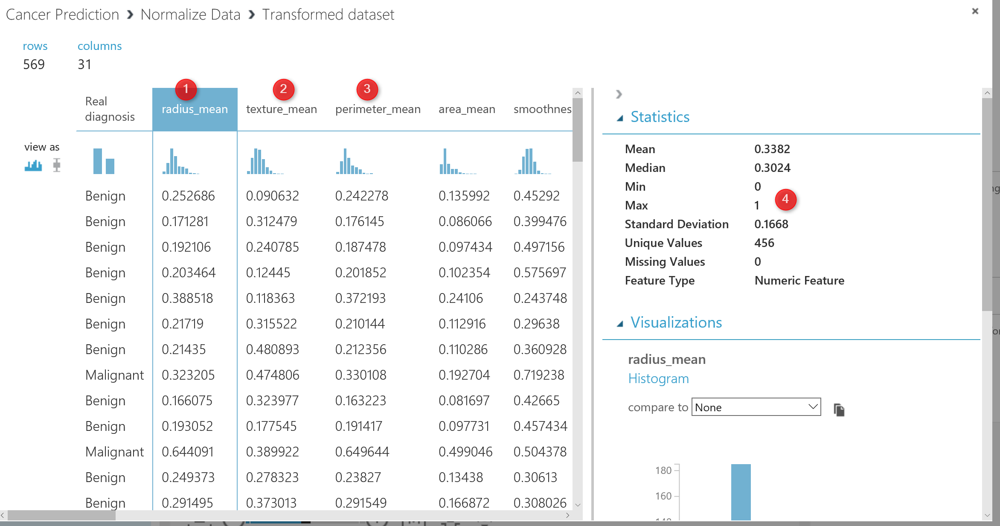 Cancer Prediction › Normalize Data › Transformed dataset
rows columns
569 31
1 2 3
Real diagnosis radius_mean texture_mean perimeter_mean area_mean smoothnes
view as
Benign 0.252686 0.090632 0.242278 0.135992 0.45292
Benign 0.171281 0.312479 0.176145 0.086066 0.399476
Benign 0.192106 0.240785 0.187478 0.097434 0.497156
Benign 0.203464 0.12445 0.201852 0.102354 0.575697
Benign 0.388518 0.118363 0.372193 0.24106 0.243748
Benign 0.21719 0.315522 0.210144 0.112916 0.29638
Benign 0.21435 0.480893 0.212356 0.110286 0.360928
Malignant 0.323205 0.474806 0.330108 0.192704 0.719238
Benign 0.166075 0.323977 0.163223 0.081697 0.42665
Benign 0.193052 0.177545 0.191417 0.097731 0.457434
Malignant 0.644091 0.389922 0.649644 0.499046 0.504378
Benign 0.249373 0.278323 0.23827 0.13438 0.30613
Benign 0.291495 0.373013 0.291549 0.166872 0.308026
Statistics
Mean 0.3382
Median 0.3024
Min 0
Max 1
4
Standard Deviation 0.1668
Unique Values 456
Missing Values 0
Feature Type Numeric Feature
Visualizations
radius_mean
Histogram
compare to None
180
160